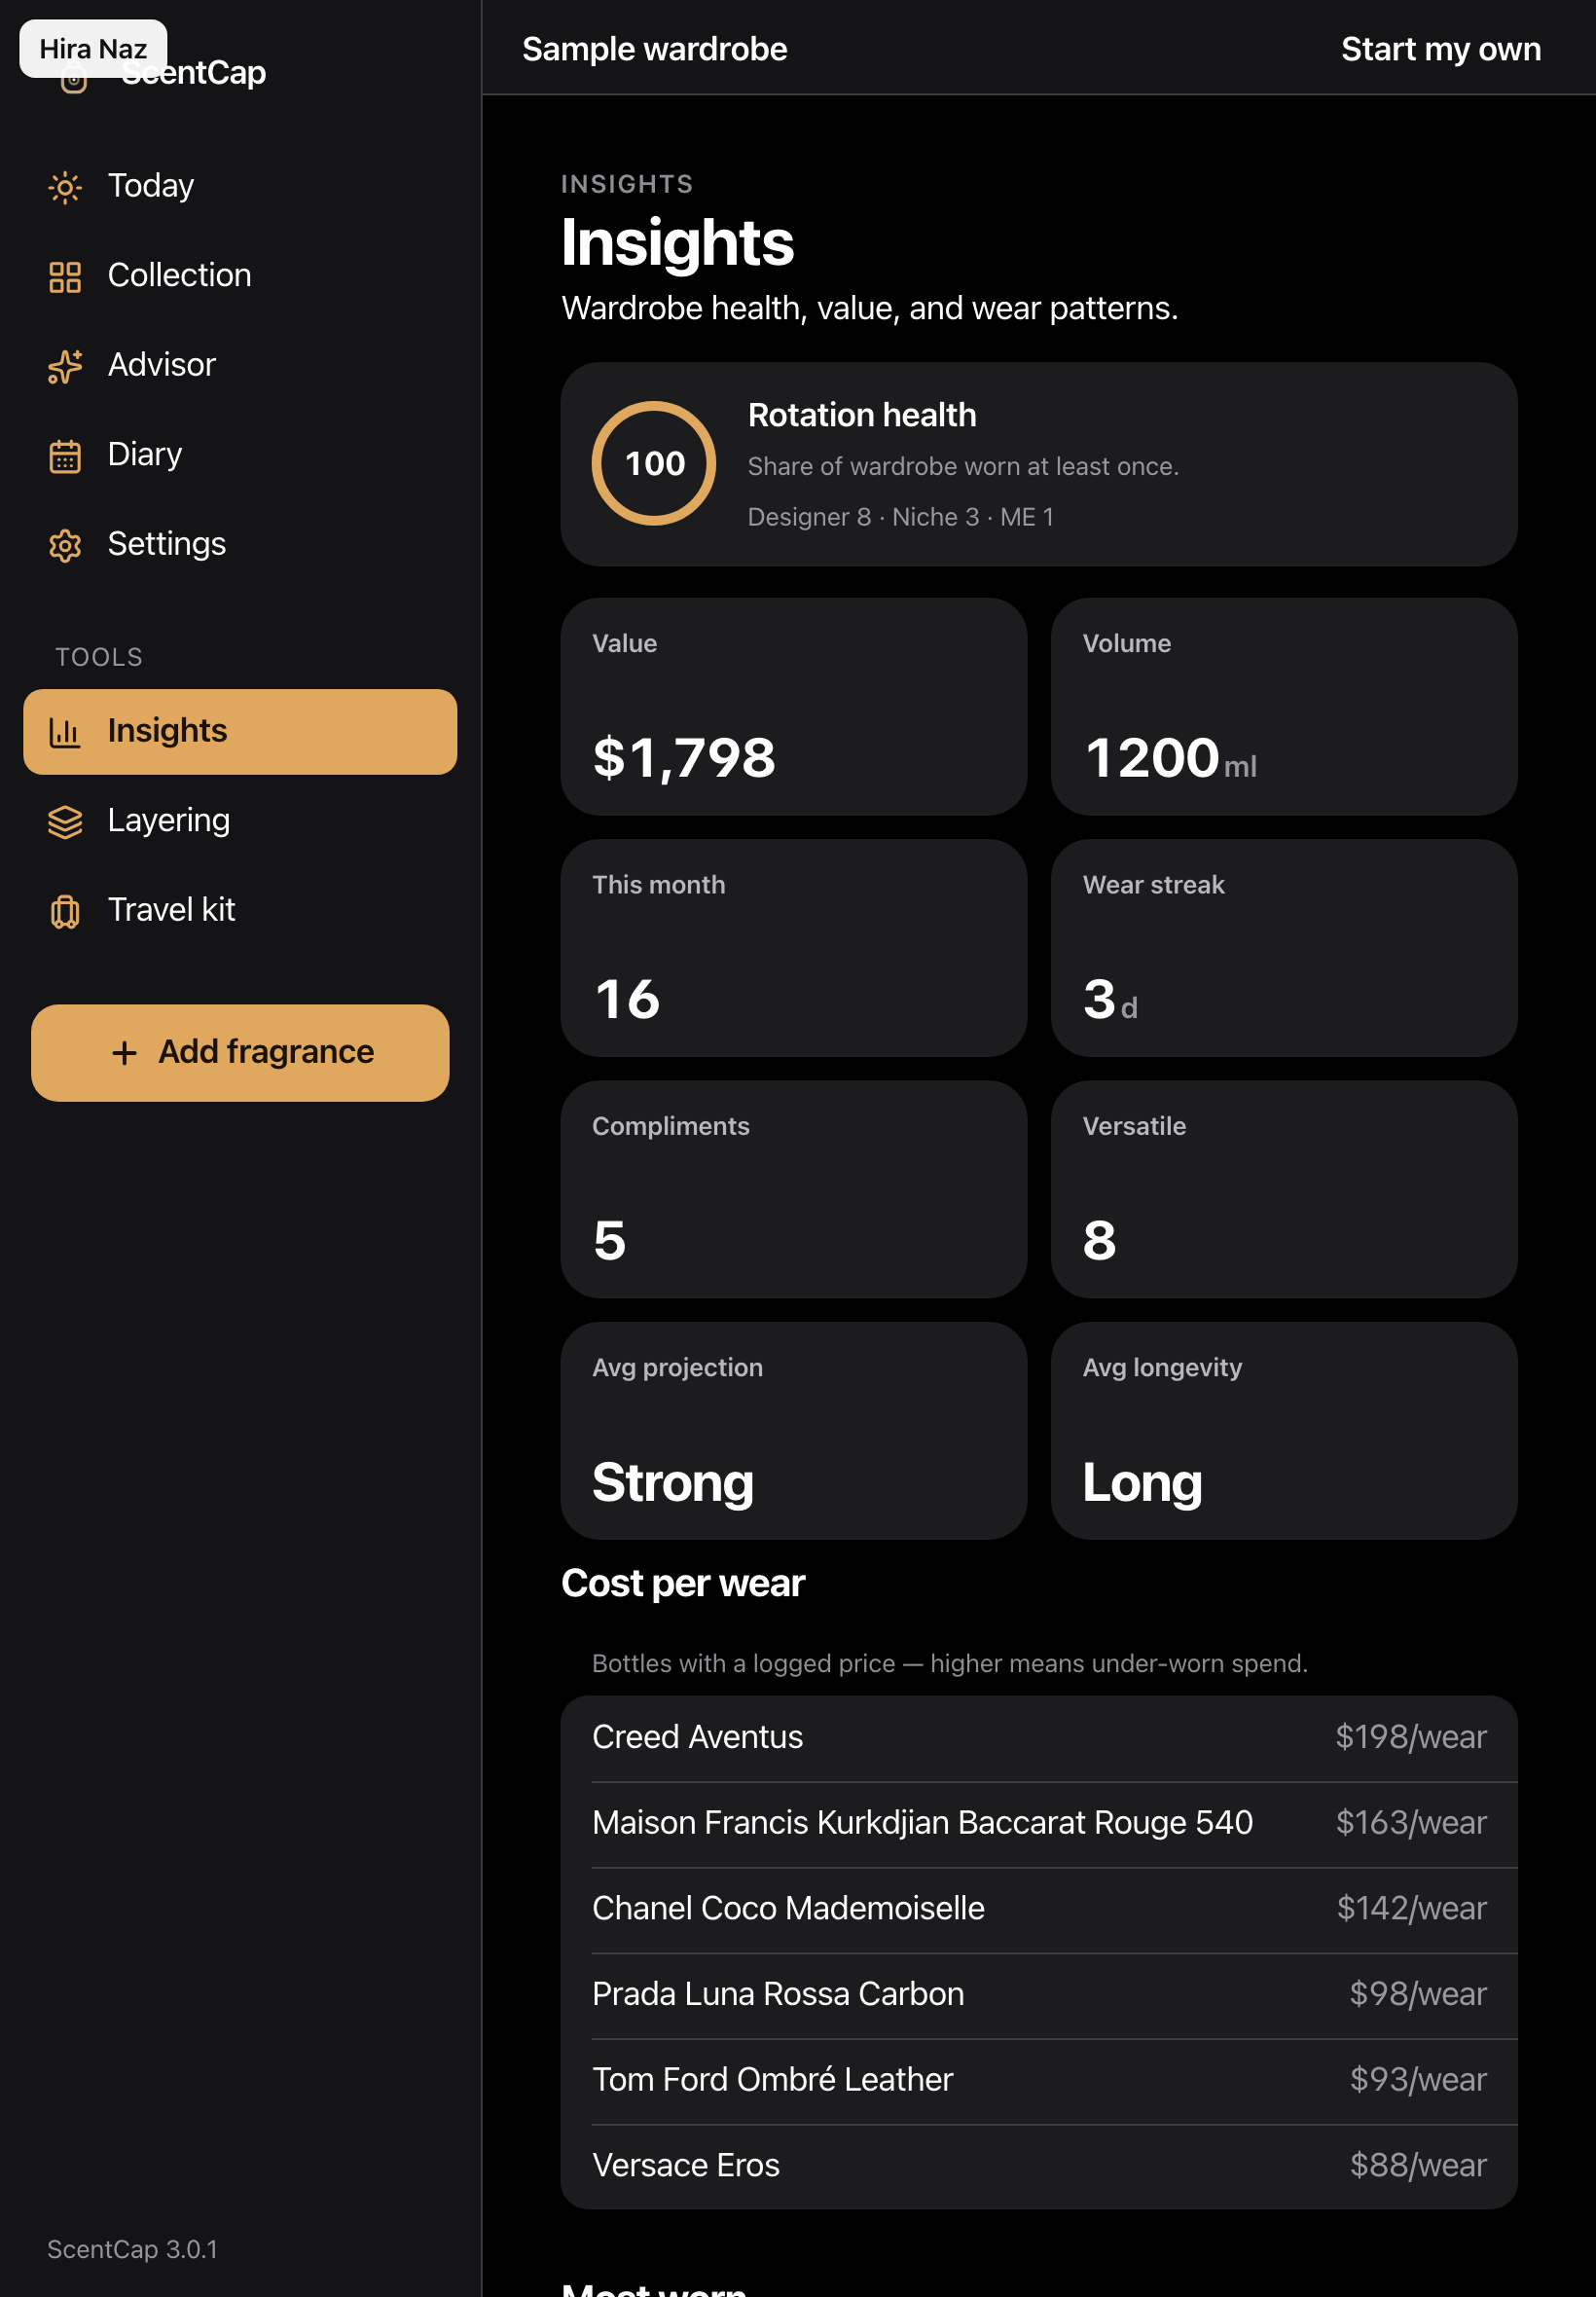 Hira Naz
ScentCap
Today
Collection
Advisor
Diary
Settings
TOOLS
Insights
Layering
Travel kit
+ Add fragrance
ScentCap 3.0.1
Sample wardrobe
Start my own
INSIGHTS
Insights
Wardrobe health, value, and wear patterns.
100
Rotation health
Share of wardrobe worn at least once.
Designer 8 · Niche 3 · ME 1
Value
$1,798
Volume
1200 ml
This month
16
Wear streak
3 d
Compliments
5
Versatile
8
Avg projection
Strong
Avg longevity
Long
Cost per wear
Bottles with a logged price — higher means under-worn spend.
Creed Aventus $198/wear
Maison Francis Kurkdjian Baccarat Rouge 540 $163/wear
Chanel Coco Mademoiselle $142/wear
Prada Luna Rossa Carbon $98/wear
Tom Ford Ombré Leather $93/wear
Versace Eros $88/wear
Most worn